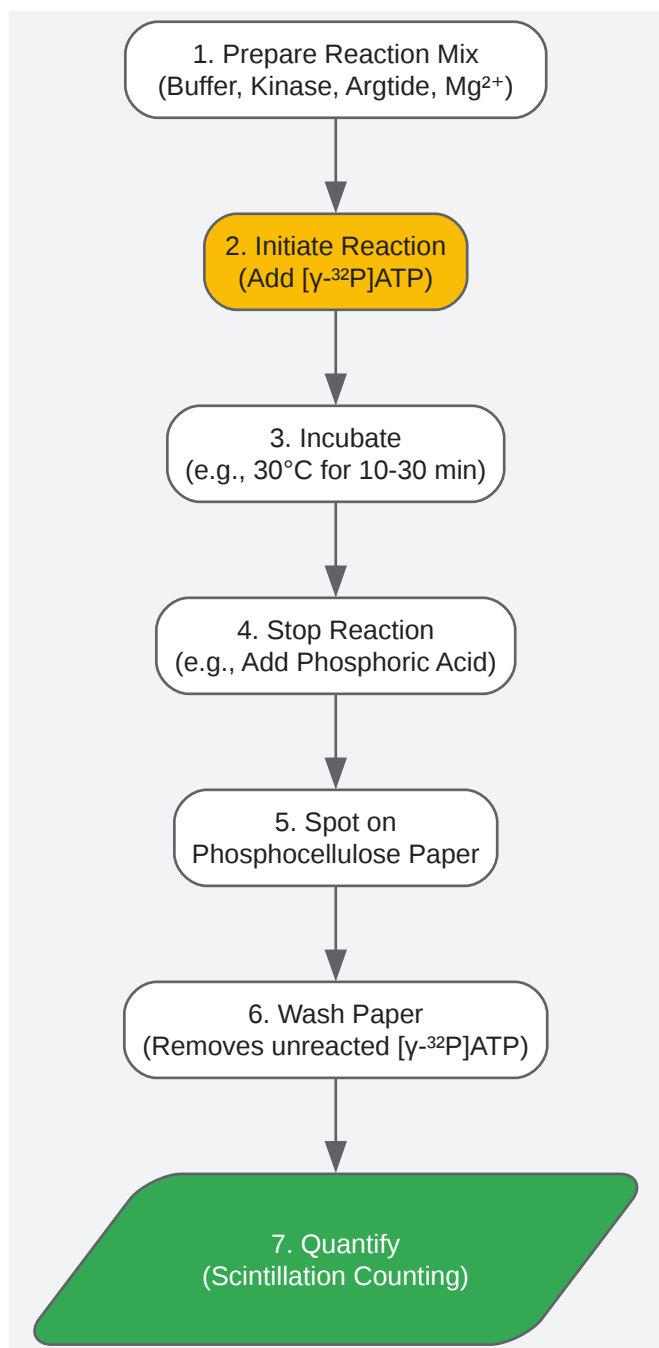 1. Prepare Reaction Mix
(Buffer, Kinase, Argtide, Mg²⁺)
2. Initiate Reaction
(Add [γ-³²P]ATP)
3. Incubate
(e.g., 30°C for 10-30 min)
4. Stop Reaction
(e.g., Add Phosphoric Acid)
5. Spot on
Phosphocellulose Paper
6. Wash Paper
(Removes unreacted [γ-³²P]ATP)
7. Quantify
(Scintillation Counting)